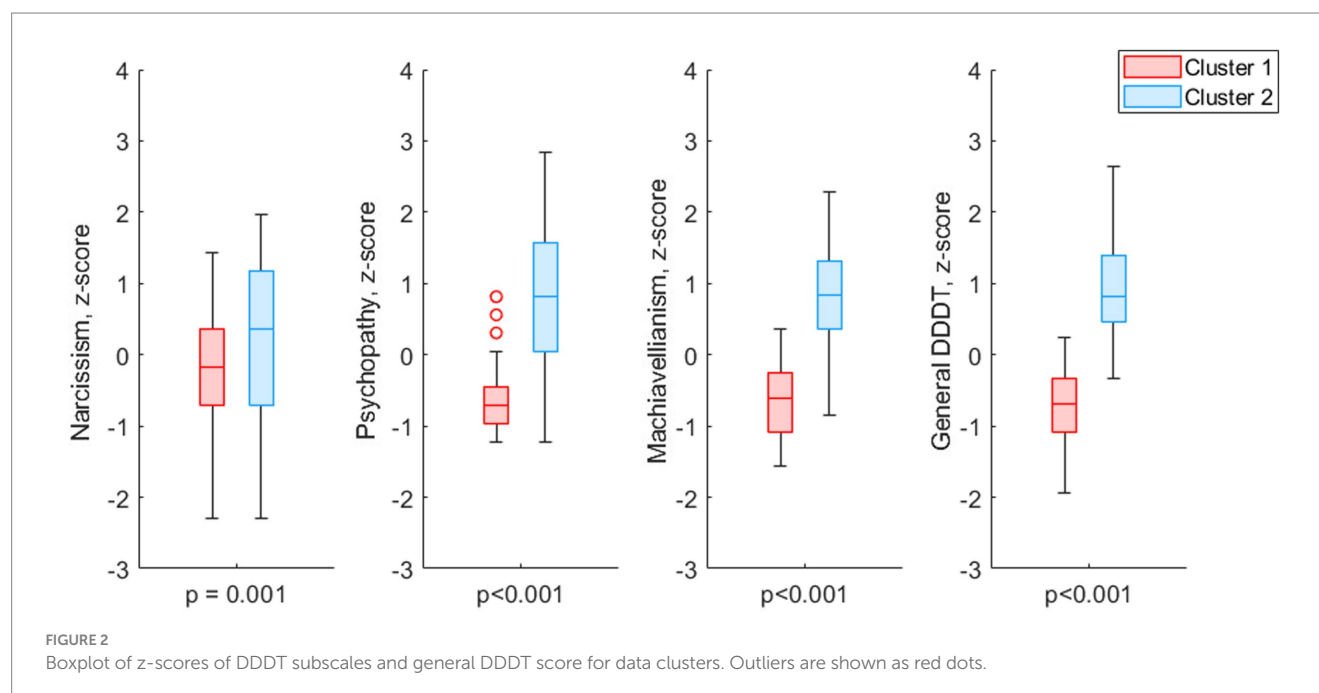 Cluster 1
Cluster 2
Narcissism, z-score
4
3
2
1
0
-1
-2
-3
p = 0.001
Psychopathy, z-score
4
3
2
1
0
-1
-2
-3
p<0.001
Machiavellianism, z-score
4
3
2
1
0
-1
-2
-3
p<0.001
General DDDT, z-score
4
3
2
1
0
-1
-2
-3
p<0.001
FIGURE 2
Boxplot of z-scores of DDDT subscales and general DDDT score for data clusters. Outliers are shown as red dots.